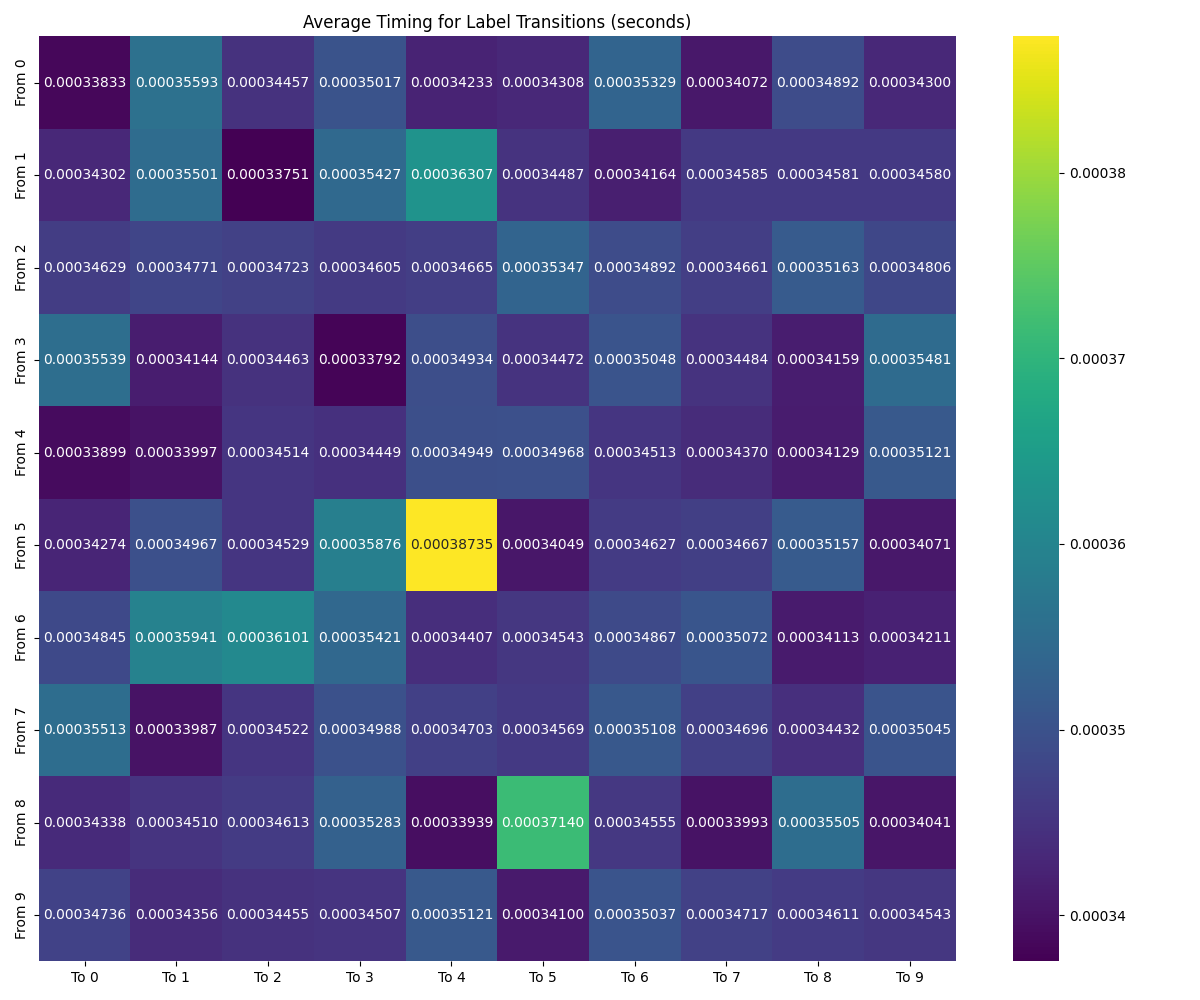 Average Timing for Label Transitions (seconds)
From 0 0.00033833 0.00035593 0.00034457 0.00035017 0.00034233 0.00034308 0.00035329 0.00034072 0.00034892 0.00034300
From 1 0.00034302 0.00035501 0.00033751 0.00035427 0.00036307 0.00034487 0.00034164 0.00034585 0.00034581 0.00034580
From 2 0.00034629 0.00034771 0.00034723 0.00034605 0.00034665 0.00035347 0.00034892 0.00034661 0.00035163 0.00034806
From 3 0.00035539 0.00034144 0.00034463 0.00033792 0.00034934 0.00034472 0.00035048 0.00034484 0.00034159 0.00035481
From 4 0.00033899 0.00033997 0.00034514 0.00034449 0.00034949 0.00034968 0.00034513 0.00034370 0.00034129 0.00035121
From 5 0.00034274 0.00034967 0.00034529 0.00035876 0.00038735 0.00034049 0.00034627 0.00034667 0.00035157 0.00034071
From 6 0.00034845 0.00035941 0.00036101 0.00035421 0.00034407 0.00034543 0.00034867 0.00035072 0.00034113 0.00034211
From 7 0.00035513 0.00033987 0.00034522 0.00034988 0.00034703 0.00034569 0.00035108 0.00034696 0.00034432 0.00035045
From 8 0.00034338 0.00034510 0.00034613 0.00035283 0.00033939 0.00037140 0.00034555 0.00033993 0.00035505 0.00034041
From 9 0.00034736 0.00034356 0.00034455 0.00034507 0.00035121 0.00034100 0.00035037 0.00034717 0.00034611 0.00034543
To 0 To 1 To 2 To 3 To 4 To 5 To 6 To 7 To 8 To 9
0.00038
0.00037
0.00036
0.00035
0.00034